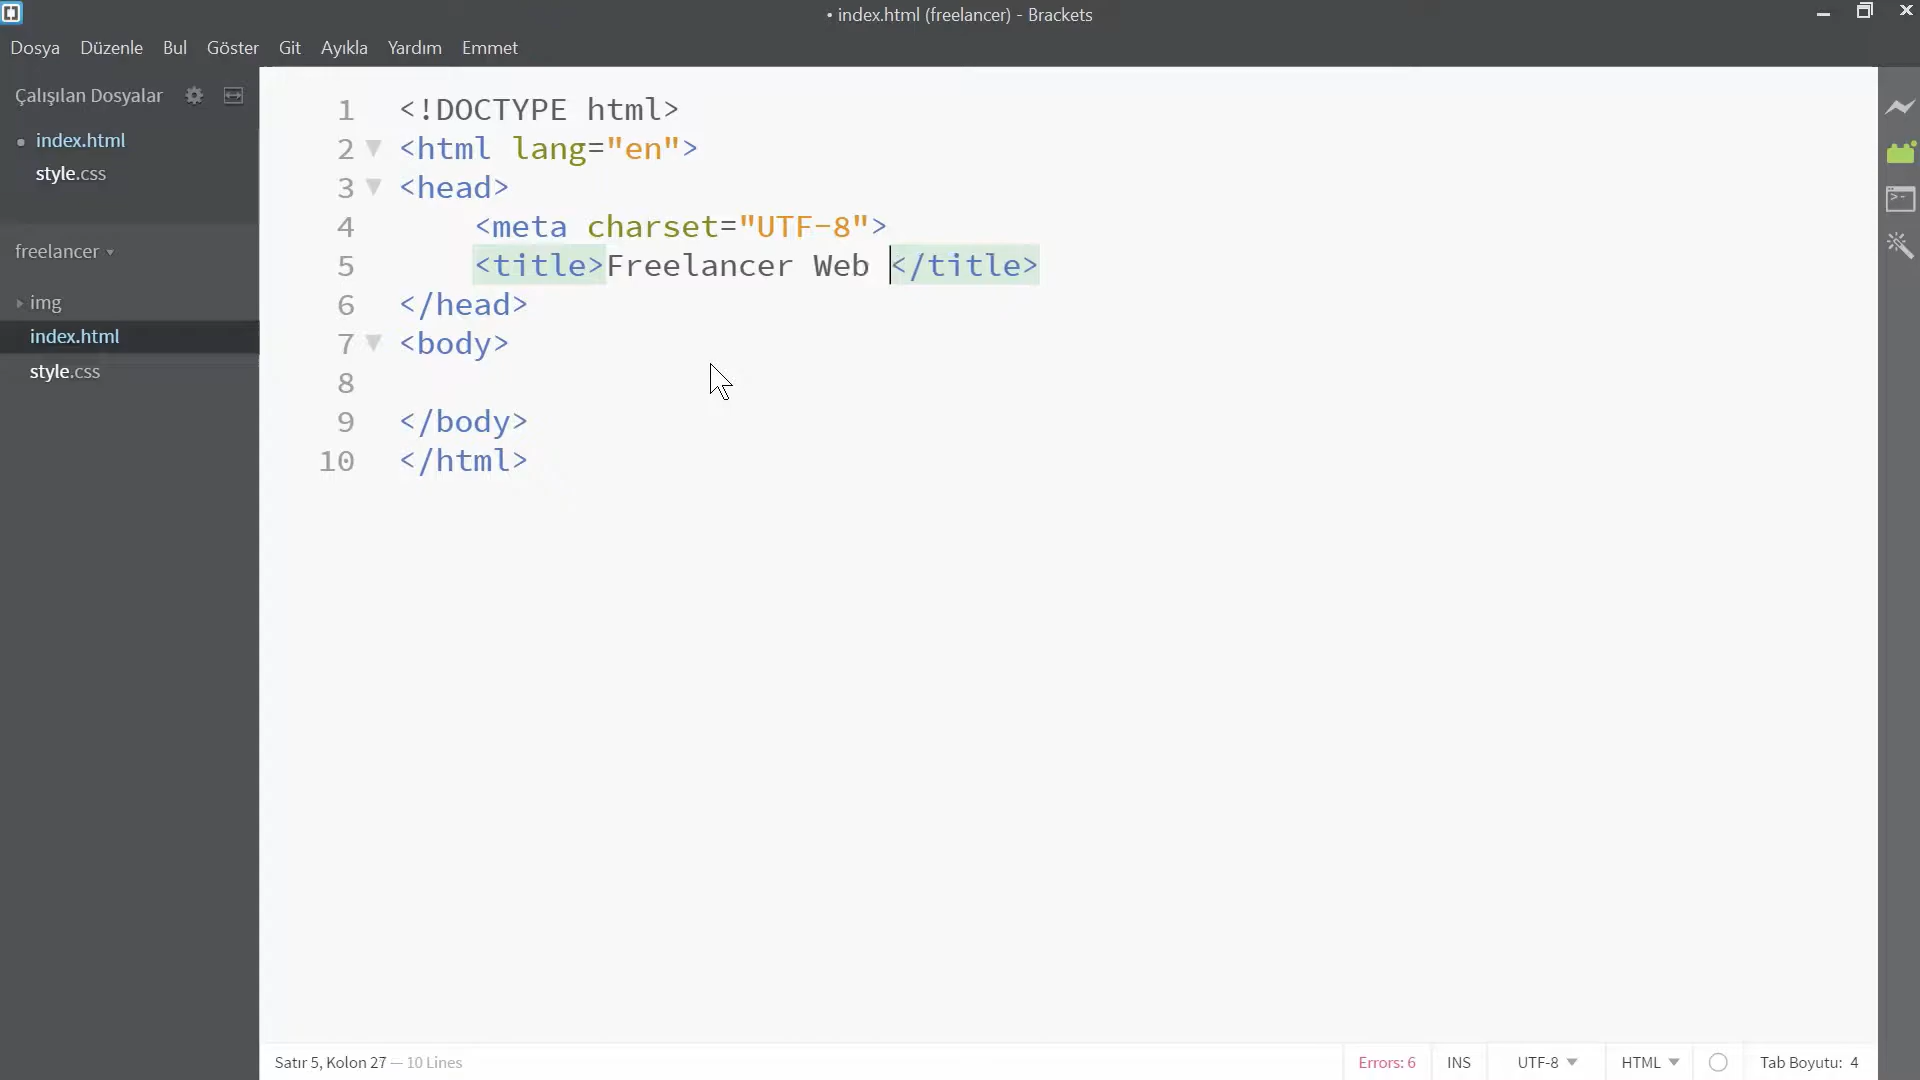 • index.html (freelancer) - Brackets
Dosya Düzenle Bul Göster Git Ayıkla Yardım Emmet
Çalışılan Dosyalar
• index.html
style.css
freelancer
img
index.html
style.css
1 <!DOCTYPE html>
2 <html lang="en">
3 <head>
4 <meta charset="UTF-8">
5 <title>Freelancer Web </title>
6 </head>
7 <body>
8
9 </body>
10 </html>
Satır 5, Kolon 27 — 10 Lines
Errors: 6 INS UTF-8 HTML Tab Boyutu: 4